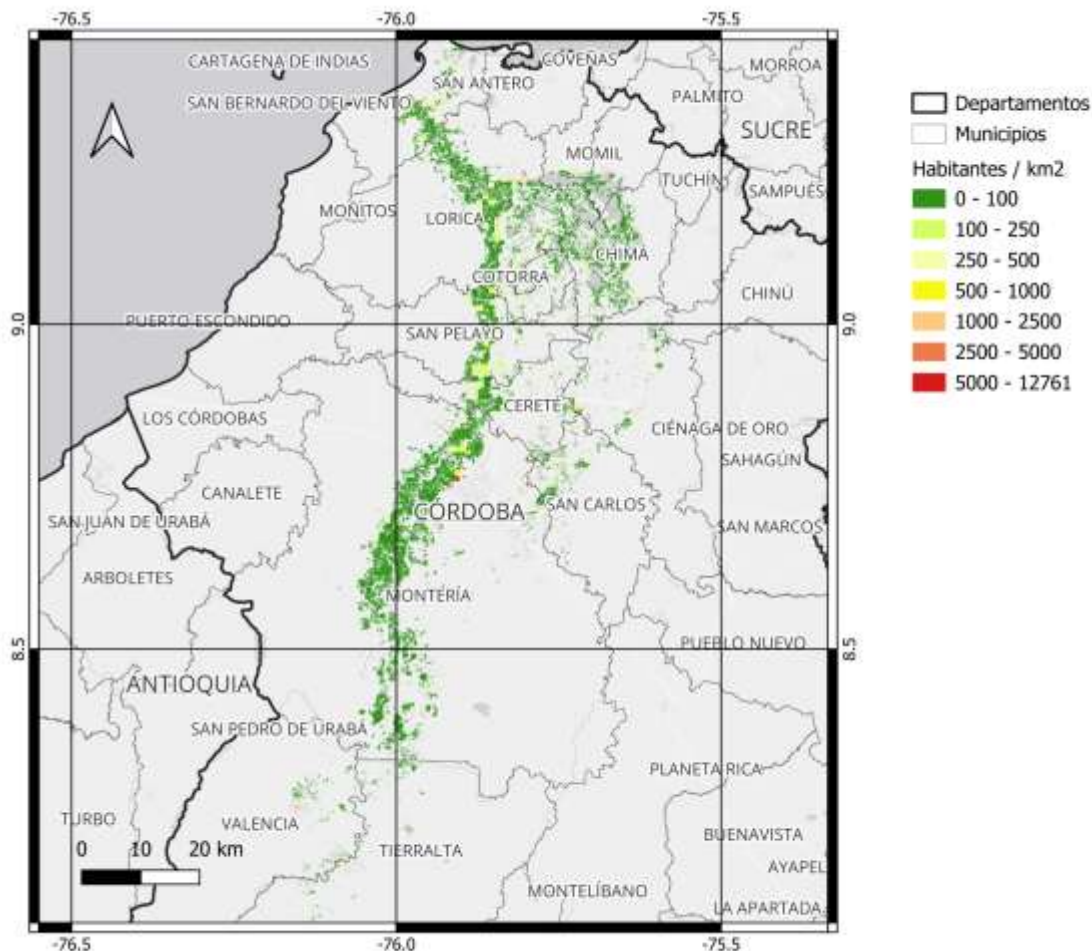 -76.5
-76.0
-75.5
CARTAGENA DE INDIAS
COVEÑAS
MORROA
SAN ANTERO
PALMITO
SAN BERNARDO DEL VIENTO
SUCRE
MOMIL
TUCHÍN
SAMPUÉS
MOÑITOS
LORICA
CHIMÁ
COTORRA
CHINÚ
PUERTO ESCONDIDO
9.0
9.0
SAN PELAYO
LOS CÓRDOBAS
CERETÉ
CIÉNAGA DE ORO
SAHAGÚN
CANALETE
SAN CARLOS
CÓRDOBA
SAN JUAN DE URABÁ
SAN MARCOS
ARBOLETES
MONTERÍA
8.5
8.5
PUEBLO NUEVO
ANTIOQUIA
SAN PEDRO DE URABÁ
PLANETA RICA
TURBO
VALENCIA
BUENAVISTA
0 10 20 km
TIERRALTA
AYAPEL
MONTELÍBANO
LA APARTADA
-76.5
-76.0
-75.5
Departamentos
Municipios
Habitantes / km2
0 - 100
100 - 250
250 - 500
500 - 1000
1000 - 2500
2500 - 5000
5000 - 12761